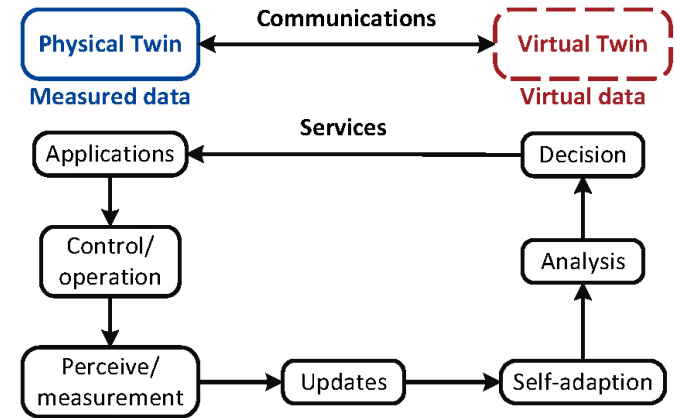 Communications
Physical Twin
Virtual Twin
Measured data
Virtual data
Services
Applications
Decision
Control/
operation
Analysis
Perceive/
measurement
Updates
Self-adaption